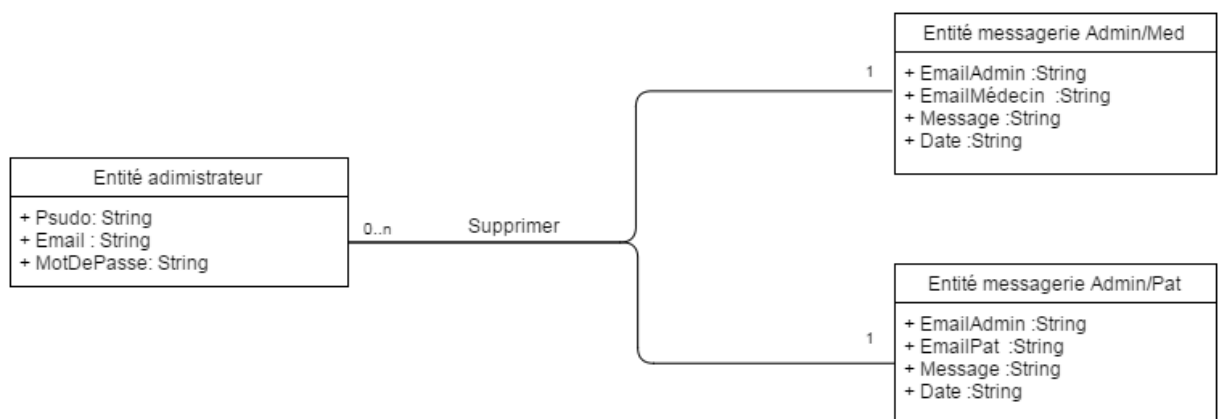 Entité adimistrateur
+ Psudo: String
+ Email : String
+ MotDePasse: String
0..n
Supprimer
1
Entité messagerie Admin/Med
+ EmailAdmin :String
+ EmailMédecin :String
+ Message :String
+ Date :String
1
Entité messagerie Admin/Pat
+ EmailAdmin :String
+ EmailPat :String
+ Message :String
+ Date :String